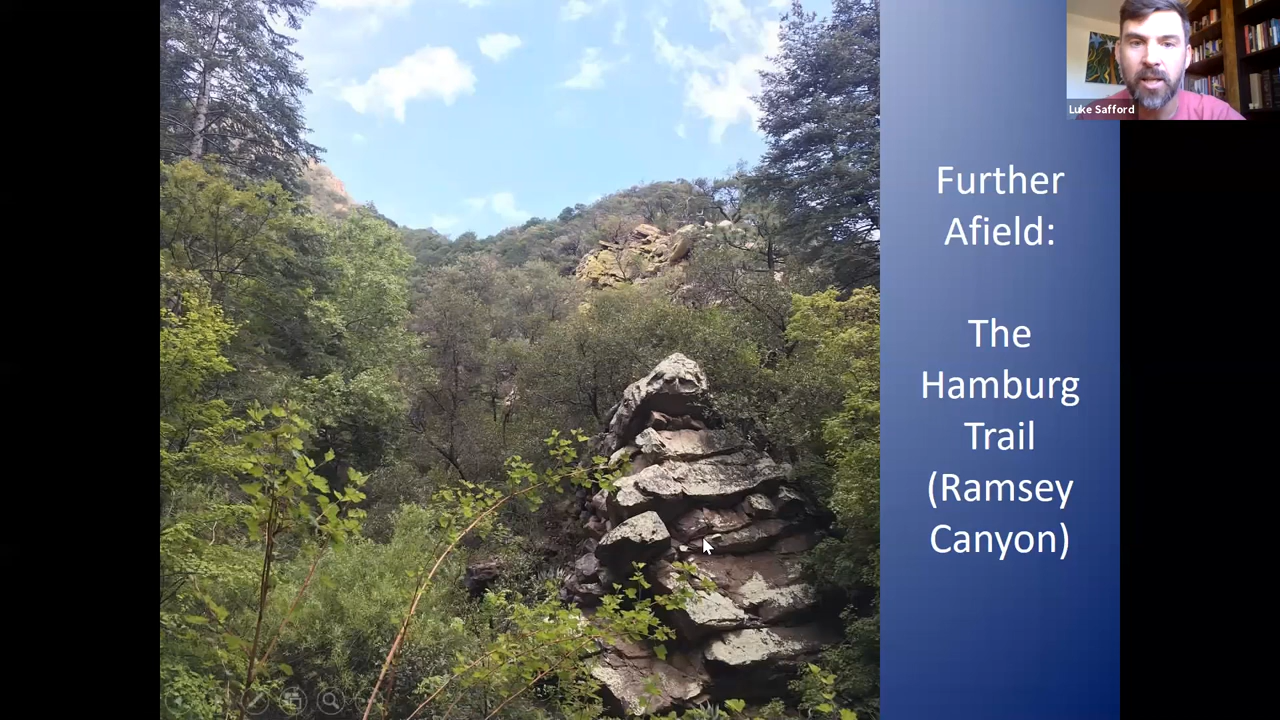 Luke Safford
Further
Afield:
The
Hamburg
Trail
(Ramsey
Canyon)